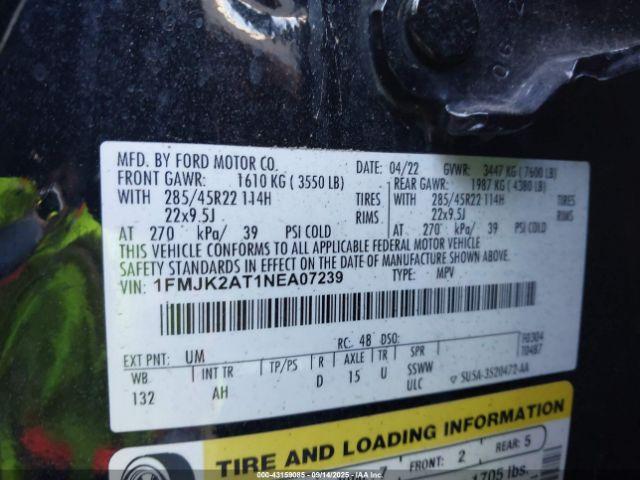 MFD. BY FORD MOTOR CO.
DATE: 04/22 GVWR: 3447 KG ( 7600 LB)
FRONT GAWR: 1610 KG ( 3550 LB)
REAR GAWR: 1987 KG ( 4380 LB)
WITH 285/45R22 114H TIRES
WITH 285/45R22 114H TIRES
22x9.5J RIMS
22x9.5J RIMS
AT 270 kPa/ 39 PSI COLD
AT 270 kPa/ 39 PSI COLD
THIS VEHICLE CONFORMS TO ALL APPLICABLE FEDERAL MOTOR VEHICLE
SAFETY STANDARDS IN EFFECT ON THE DATE OF MANUFACTURE SHOWN ABOVE.
VIN: 1FMJK2AT1NEA07239
TYPE: MPV
F0304
T0487
RC: 48 DSO:
EXT PNT: UM
WB INT TR TP/PS R AXLE TR SPR
132 AH D 15 U SSWW
ULC
SU5A-3520472-AA
TIRE AND LOADING INFORMATION
FRONT: 2 REAR: 5
1705 lbs.
43159085 09/14/2025